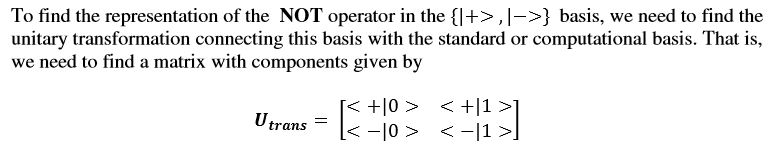 To find the representation of the NOT operator in the {|+>,|−>} basis, we need to find the
unitary transformation connecting this basis with the standard or computational basis. That is,
we need to find a matrix with components given by
U_trans = [< +|0 > < +|1 >
< −|0 > < −|1 >]